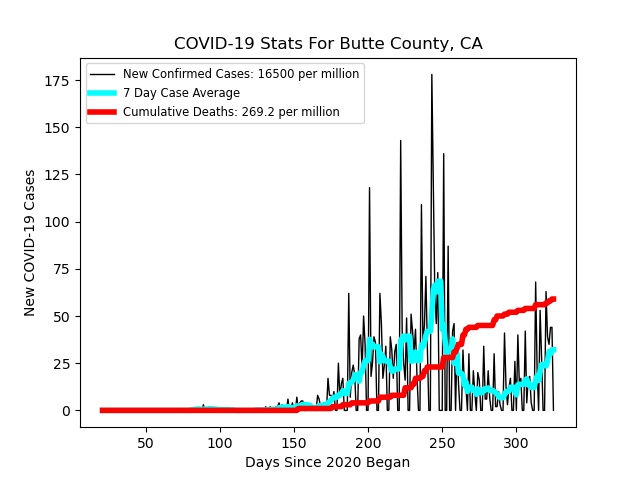 COVID-19 Stats For Butte County, CA
New Confirmed Cases: 16500 per million
7 Day Case Average
Cumulative Deaths: 269.2 per million
New COVID-19 Cases
175
150
125
100
75
50
25
0
50 100 150 200 250 300
Days Since 2020 Began